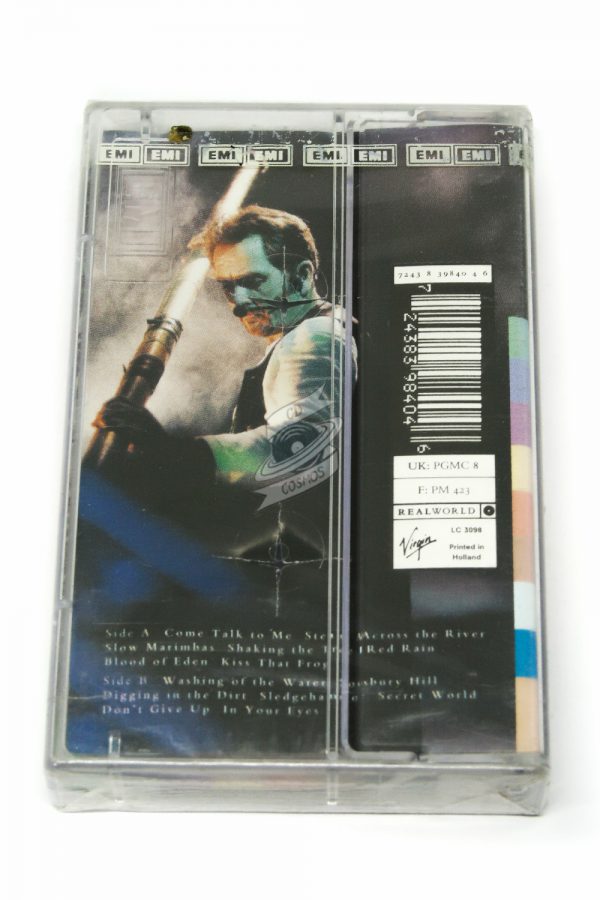 EMI EMI EMI EMI EMI EMI EMI EMI
7243 8 39840 4 6
7 24383 98404 6
UK: PGMC 8
F: PM 423
REALWORLD
LC 3098
Virgin
Printed in
Holland
CD
COSMOS
Side A Come Talk to Me Across the River
Slow Marimbas Shaking the Red Rain
Blood of Eden Kiss That Frog
Side B Washing of the Water Hill
Digging in the Dirt Secret World
Don't Give Up In Your Eyes